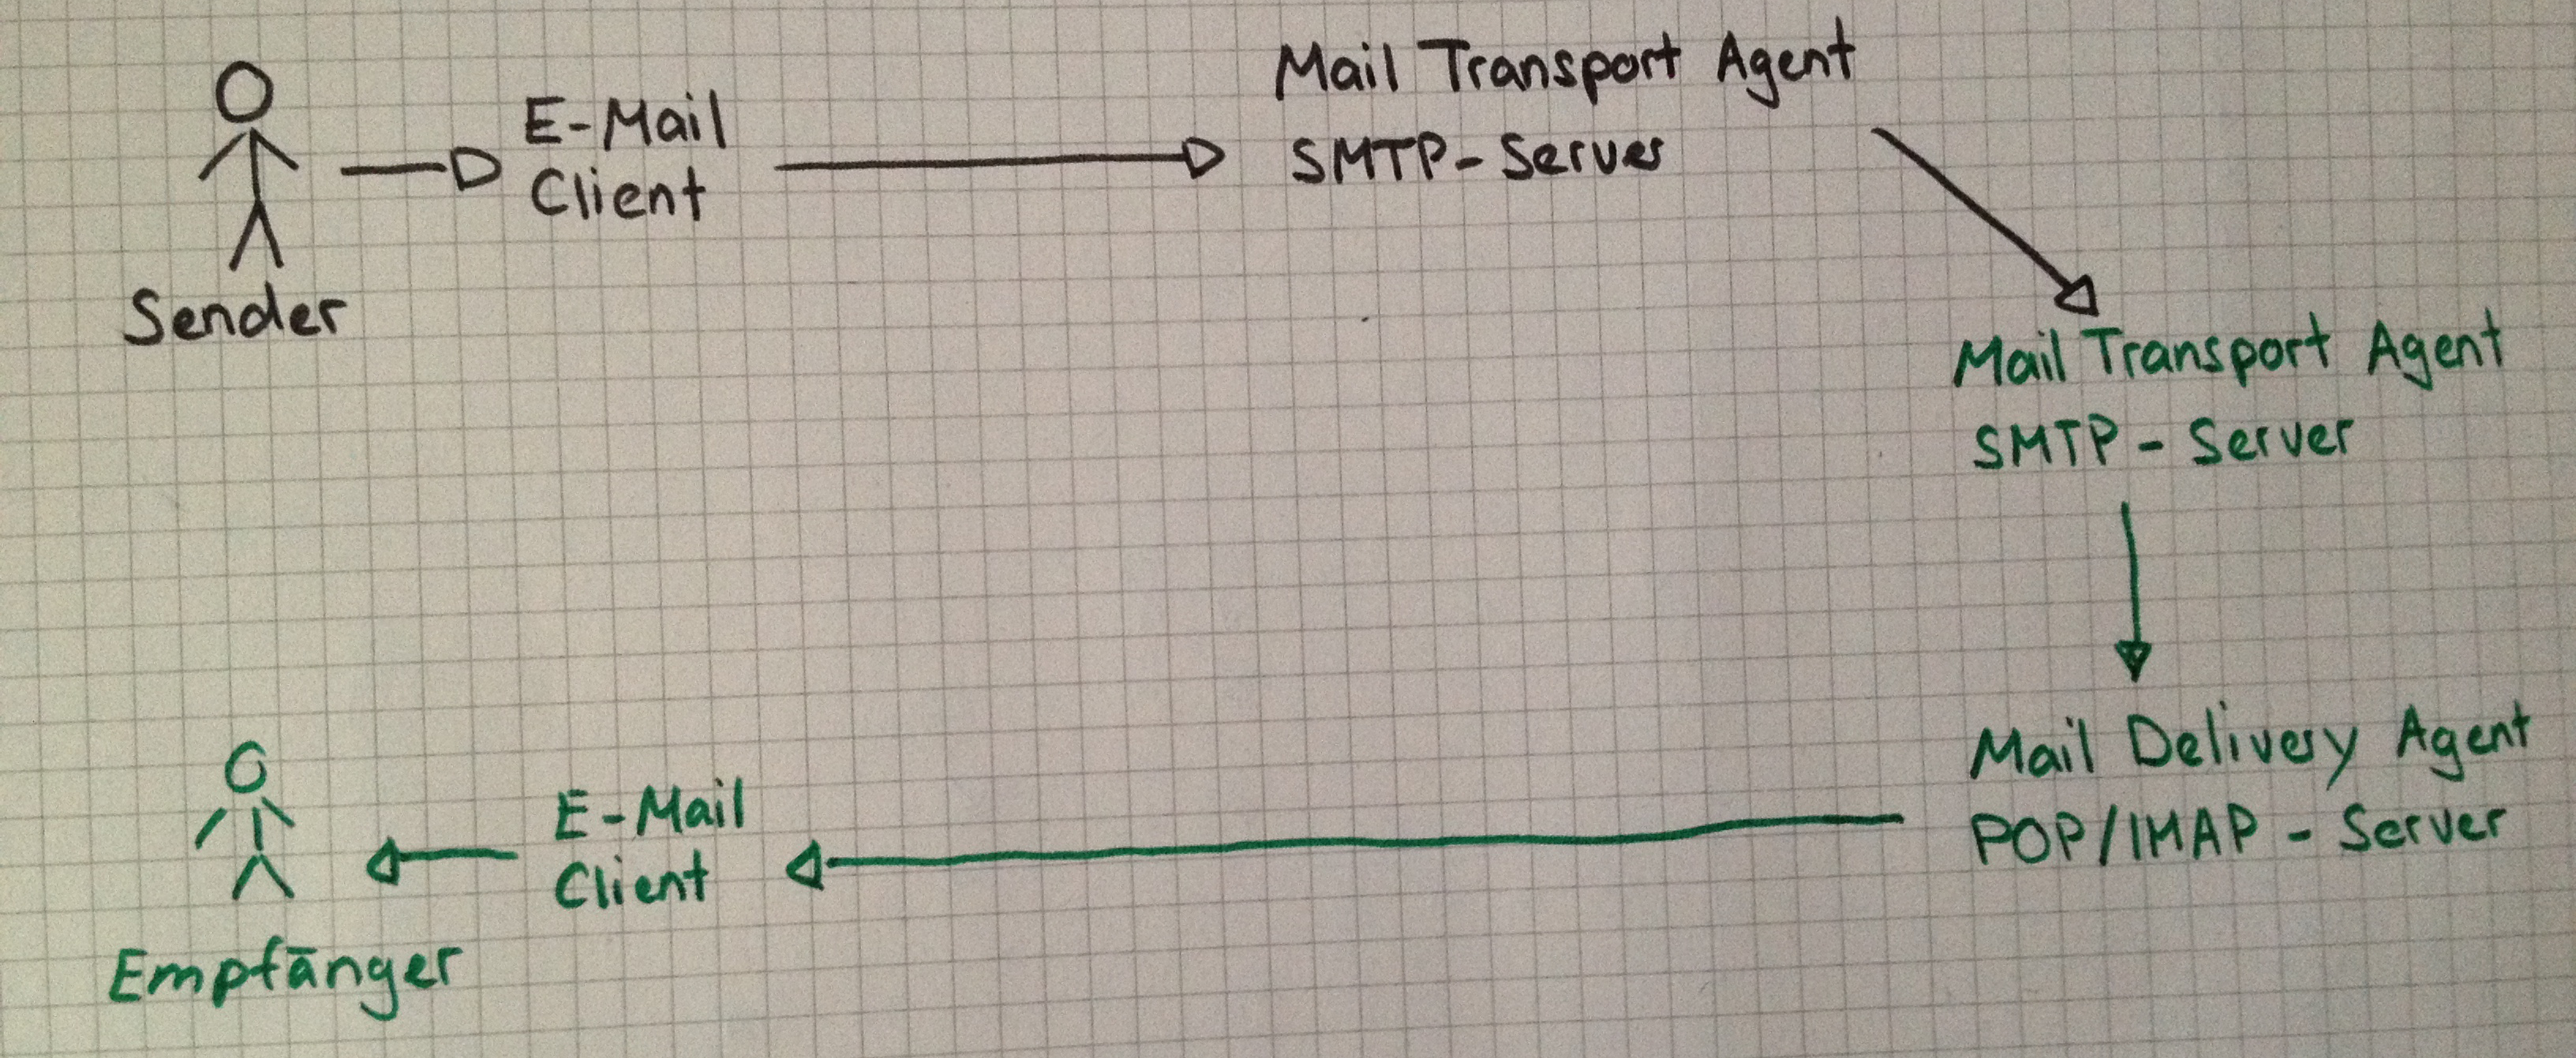 Mail Transport Agent
SMTP-Server
E-Mail
Client
Sender
Mail Transport Agent
SMTP - Server
Mail Delivery Agent
POP/IMAP - Server
E-Mail
Client
Empfänger